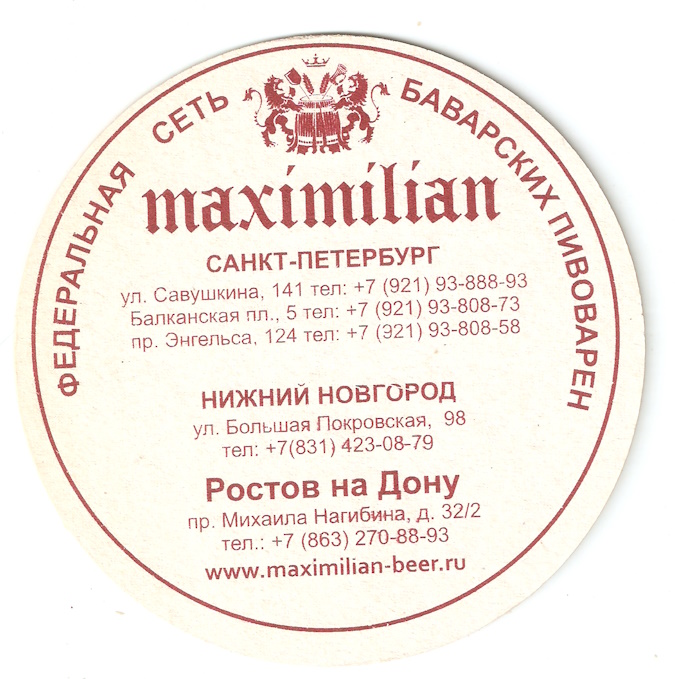 ФЕДЕРАЛЬНАЯ СЕТЬ БАВАРСКИХ ПИВОВАРЕН
maximilian
САНКТ-ПЕТЕРБУРГ
ул. Савушкина, 141 тел: +7 (921) 93-888-93
Балканская пл., 5 тел: +7 (921) 93-808-73
пр. Энгельса, 124 тел: +7 (921) 93-808-58
НИЖНИЙ НОВГОРОД
ул. Большая Покровская, 98
тел: +7(831) 423-08-79
Ростов на Дону
пр. Михаила Нагибина, д. 32/2
тел.: +7 (863) 270-88-93
www.maximilian-beer.ru